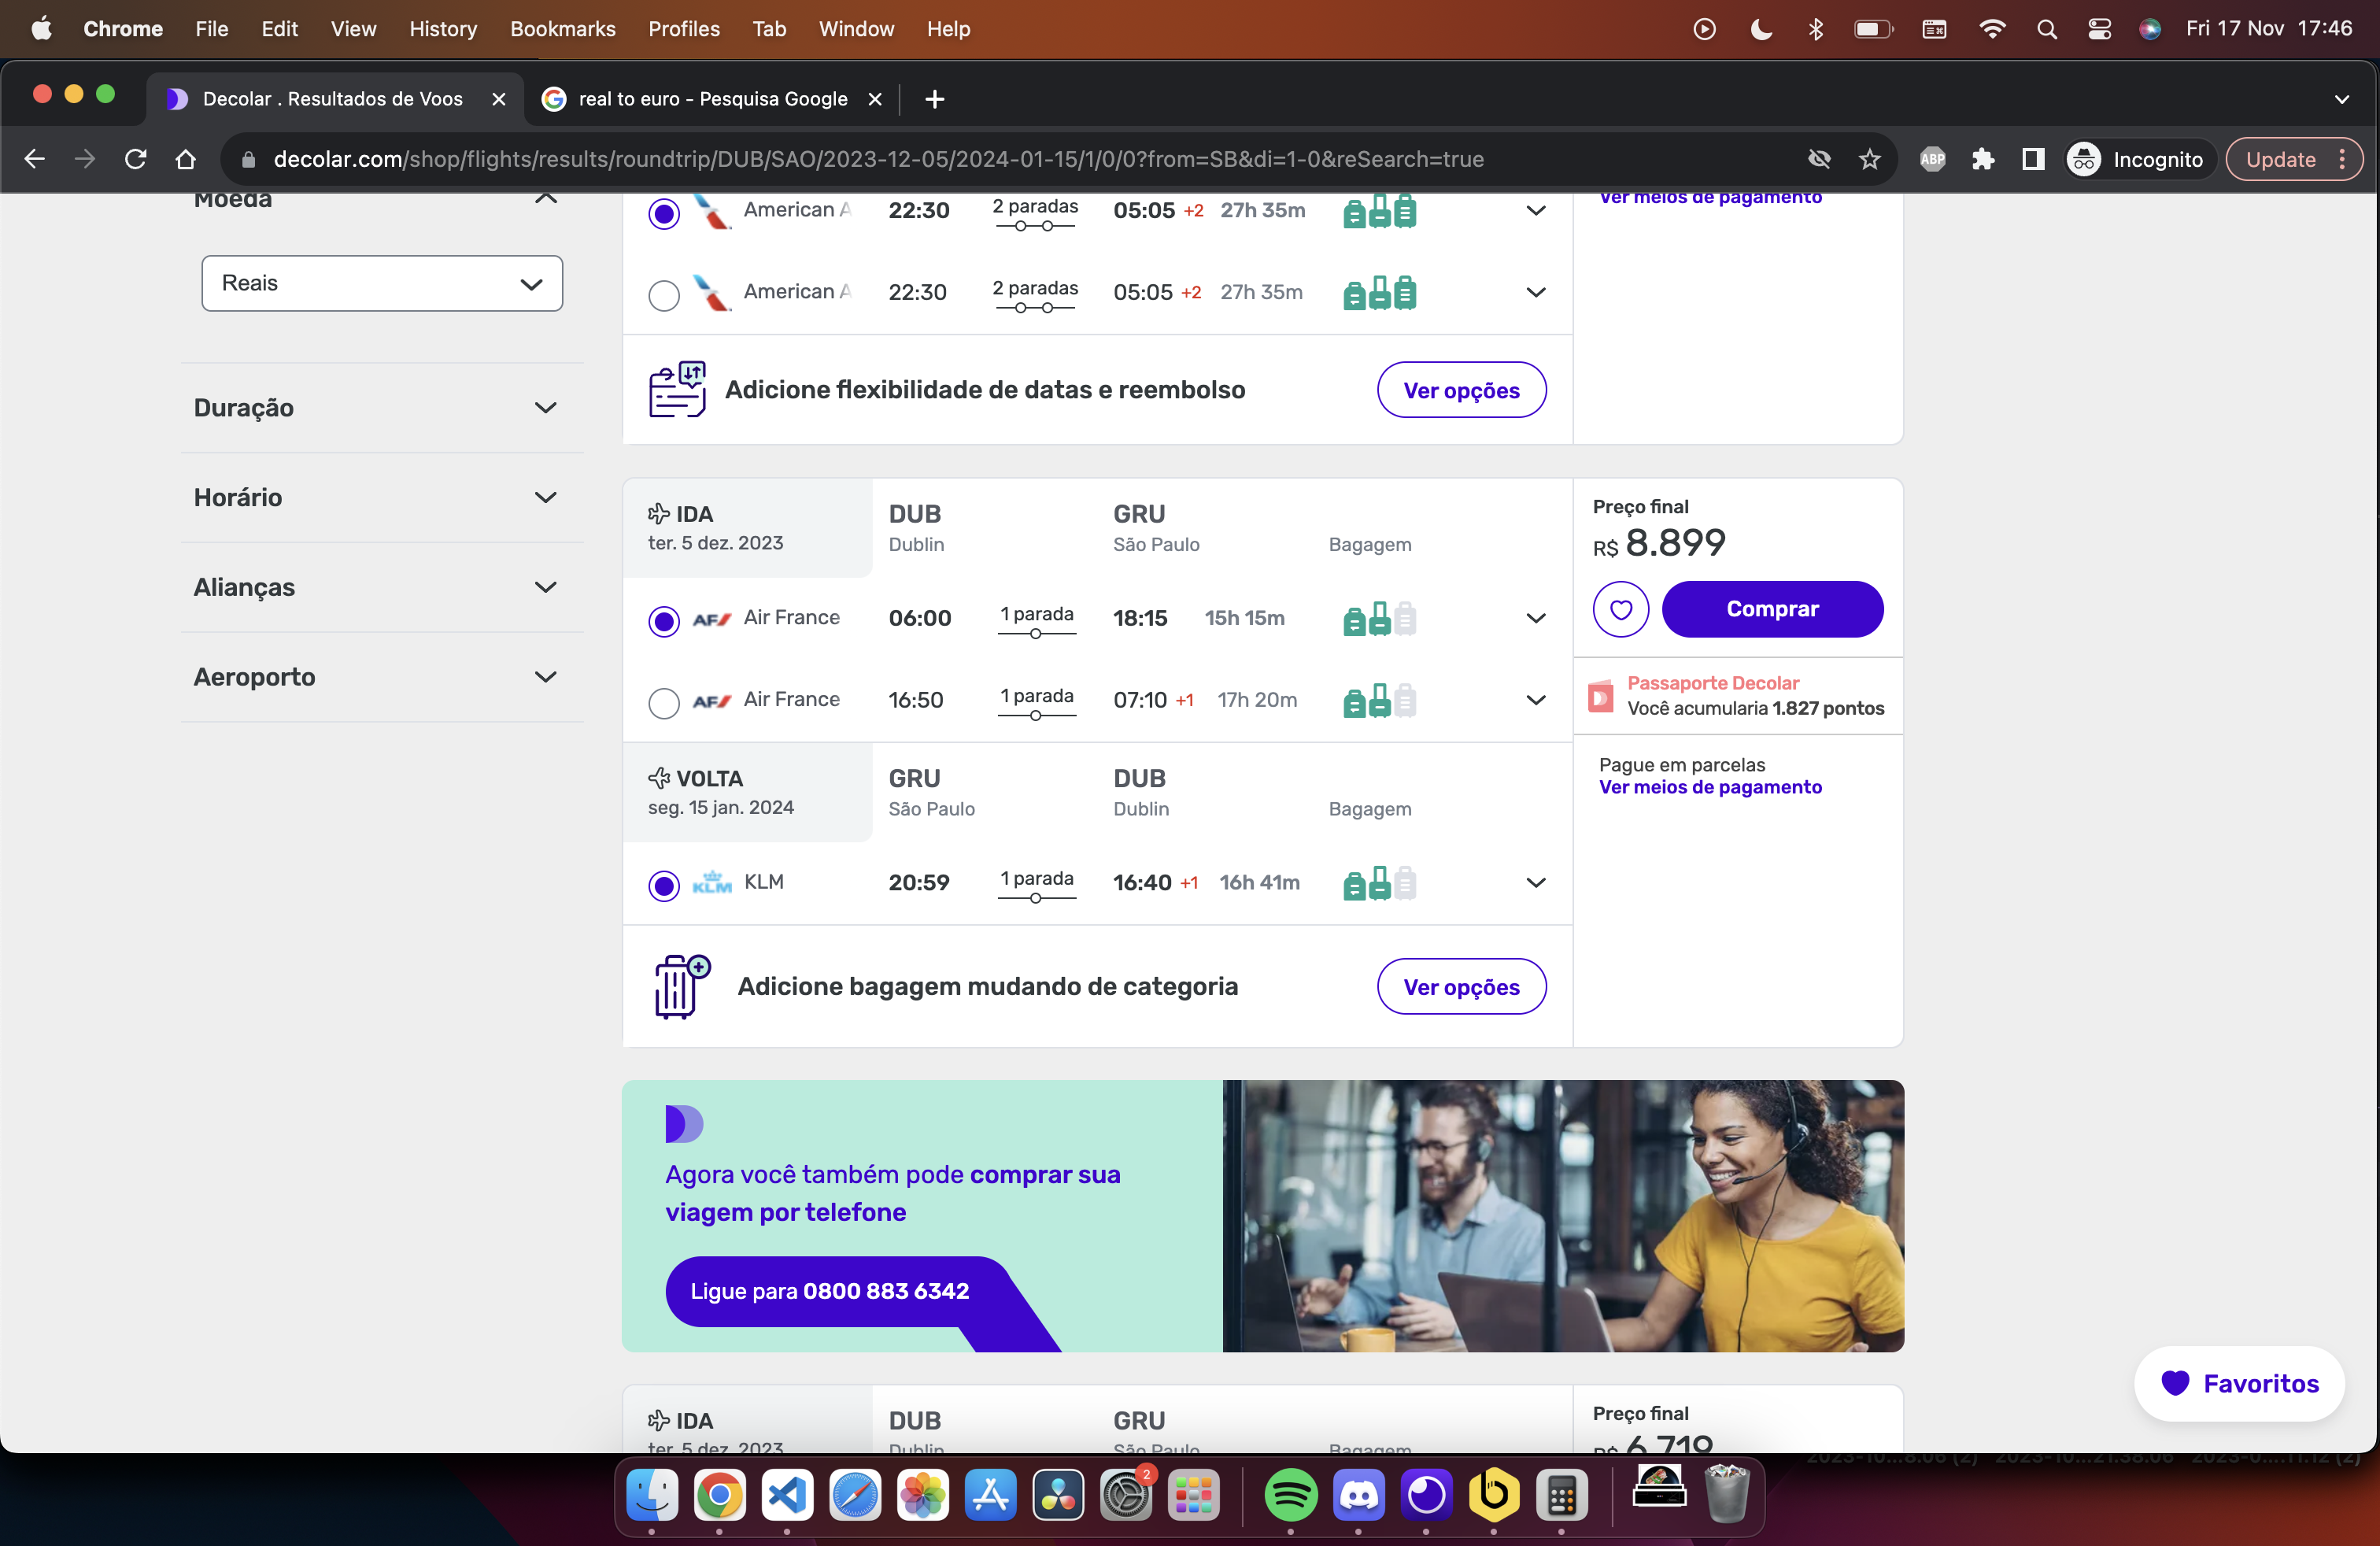 Chrome File Edit View History Bookmarks Profiles Tab Window Help Fri 17 Nov 17:46
Decolar . Resultados de Voos real to euro - Pesquisa Google
decolar.com/shop/flights/results/roundtrip/DUB/SAO/2023-12-05/2024-01-15/1/0/0?from=SB&di=1-0&reSearch=true ABP Incognito Update
Moeda
Reais
Duração
Horário
Alianças
Aeroporto
American A 22:30 2 paradas 05:05 +2 27h 35m
American A 22:30 2 paradas 05:05 +2 27h 35m
Adicione flexibilidade de datas e reembolso Ver opções
Ver meios de pagamento
IDA DUB GRU
ter. 5 dez. 2023 Dublin São Paulo Bagagem
AF Air France 06:00 1 parada 18:15 15h 15m
AF Air France 16:50 1 parada 07:10 +1 17h 20m
VOLTA GRU DUB
seg. 15 jan. 2024 São Paulo Dublin Bagagem
KLM KLM 20:59 1 parada 16:40 +1 16h 41m
Adicione bagagem mudando de categoria Ver opções
Preço final
R$ 8.899
Comprar
Passaporte Decolar
Você acumularia 1.827 pontos
Pague em parcelas
Ver meios de pagamento
Agora você também pode comprar sua
viagem por telefone
Ligue para 0800 883 6342
IDA DUB GRU
ter. 5 dez. 2023 Dublin São Paulo Bagagem
Preço final
R$ 6.719
Favoritos
2